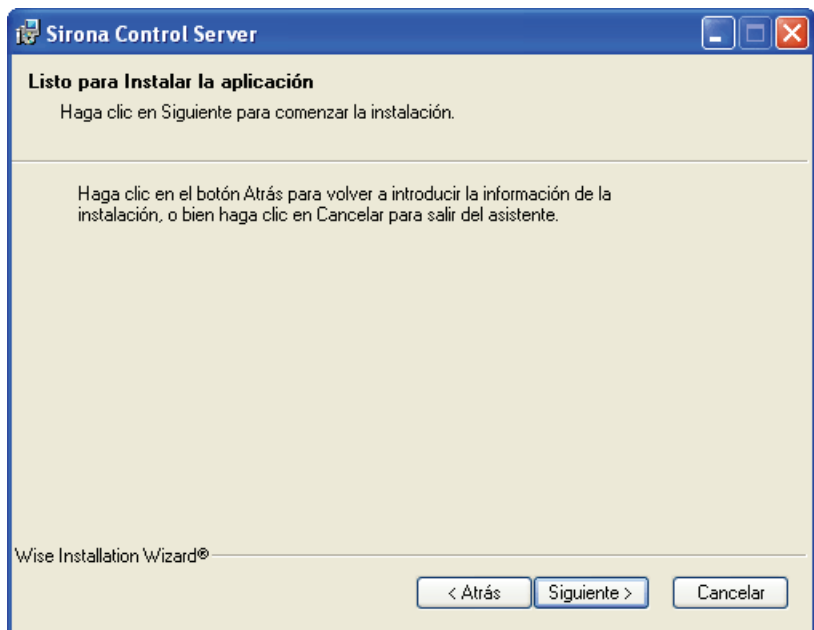 Sirona Control Server
Listo para Instalar la aplicación
Haga clic en Siguiente para comenzar la instalación.
Haga clic en el botón Atrás para volver a introducir la información de la
instalación, o bien haga clic en Cancelar para salir del asistente.
Wise Installation Wizard®
< Atrás
Siguiente >
Cancelar